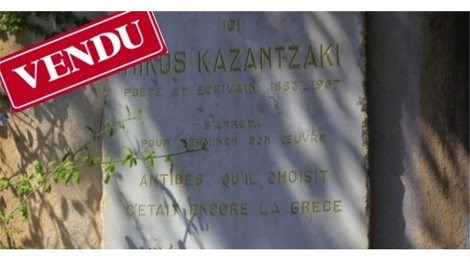 VENDU
ICI
NIKOS KAZANTZAKI
POETE ET ECRIVAIN 1883-1957
S'ARRETA
POUR TERMINER SON ŒUVRE
ANTIBES QU'IL CHOISIT
C'ETAIT ENCORE LA GRECE